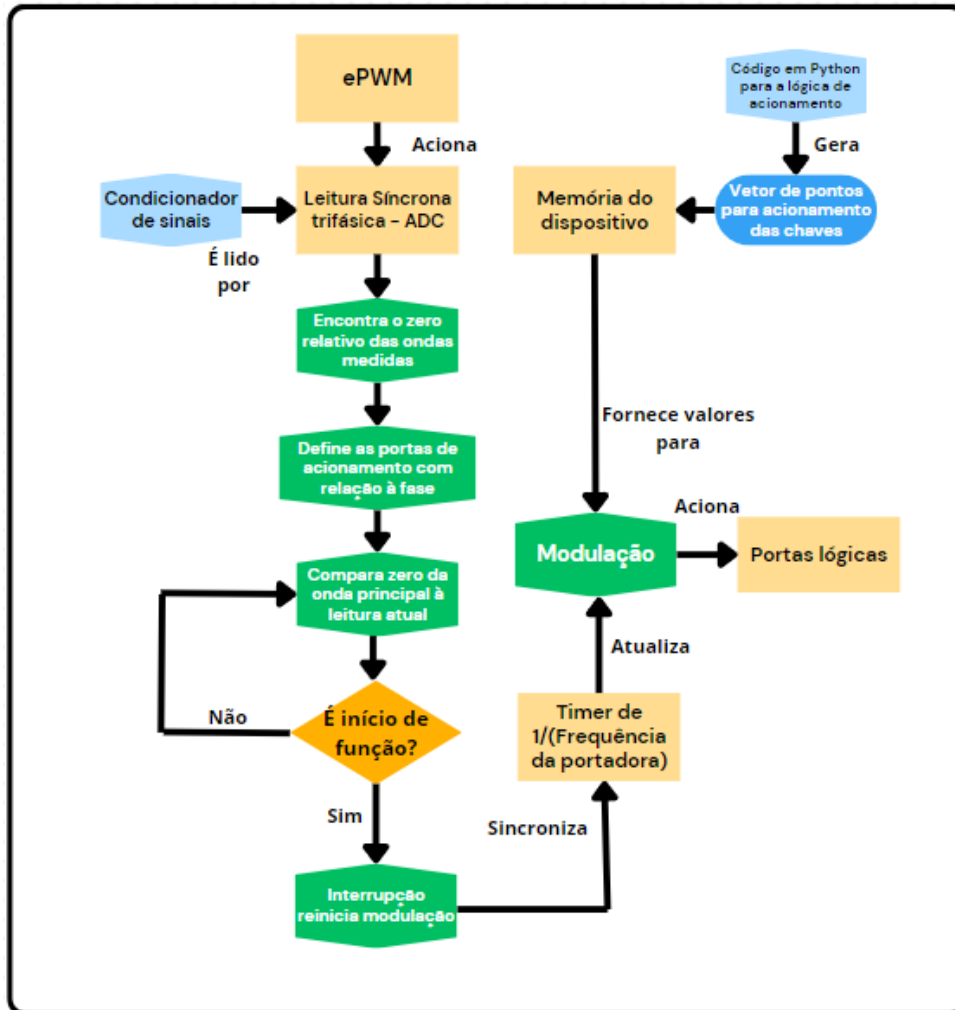 ePWM
Aciona
Condicionador
de sinais
É lido
por
Leitura Síncrona
trifásica - ADC
Encontra o zero
relativo das ondas
medidas
Define as portas de
acionamento com
relação à fase
Compara zero da
onda principal à
leitura atual
É início de
função?
Não
Sim
Interrupção
reinicia modulação
Sincroniza
Timer de
1/(Frequência
da portadora)
Atualiza
Código em Python
para a lógica de
acionamento
Gera
Vetor de pontos
para acionamento
das chaves
Memória do
dispositivo
Fornece valores
para
Modulação
Aciona
Portas lógicas